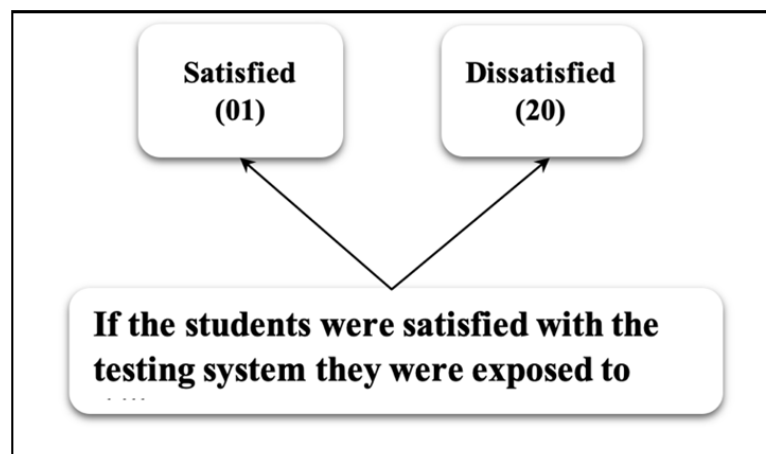 Satisfied
(01)
Dissatisfied
(20)
If the students were satisfied with the
testing system they were exposed to